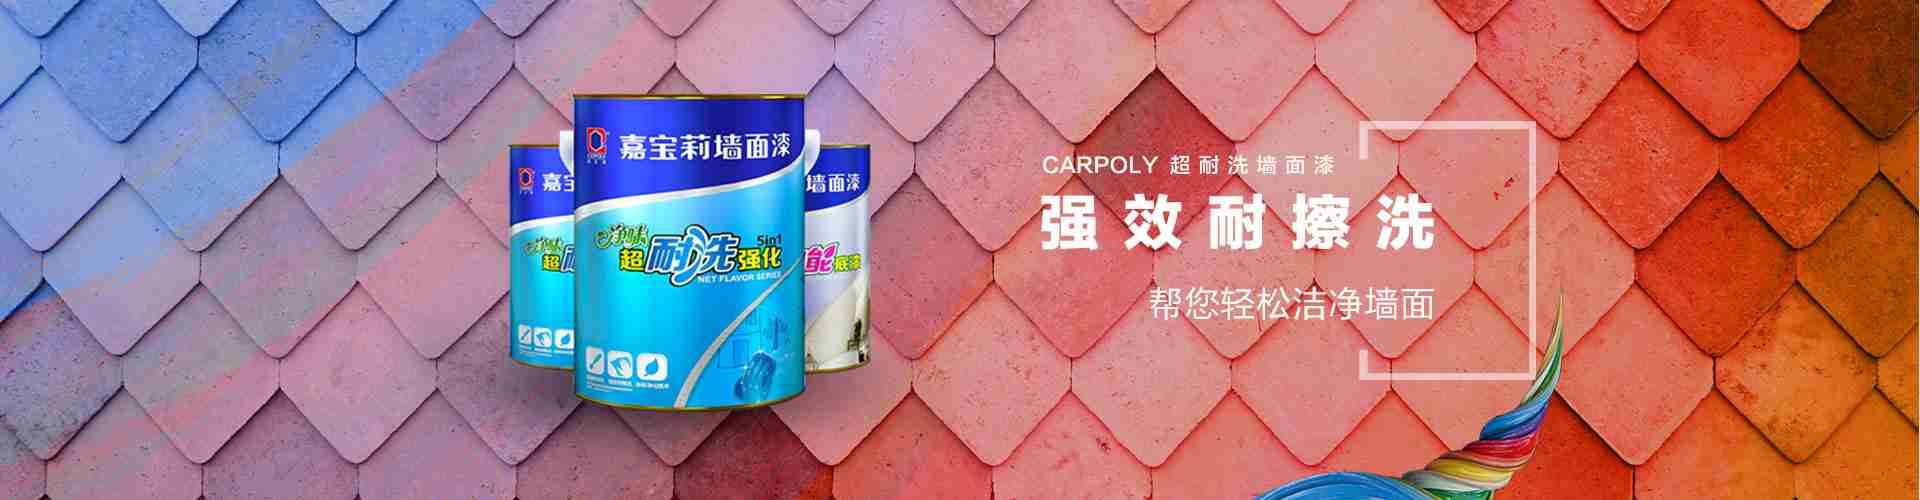 嘉宝莉墙面漆
净味
超耐洗强化
5in1
NET FLAVOR SERIES
嘉
净味
超
墙面漆
能底漆
CARPOLY 超耐洗墙面漆
强效耐擦洗
帮您轻松洁净墙面